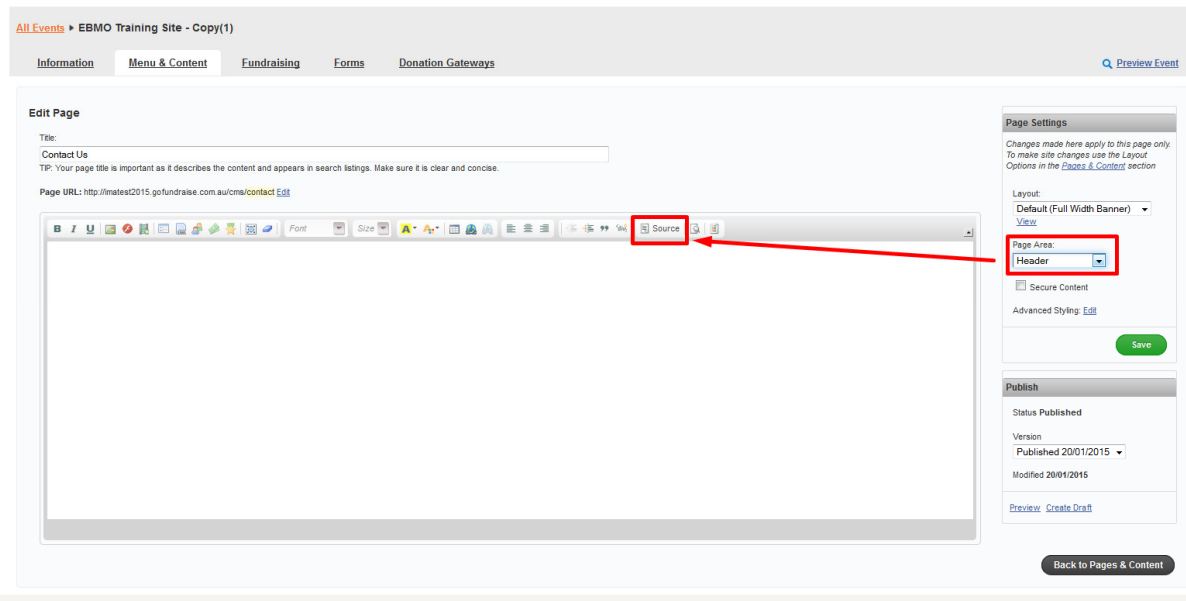 All Events ▸ EBMO Training Site - Copy(1)
Information Menu & Content Fundraising Forms Donation Gateways Preview Event
Edit Page
Title:
Contact Us
TIP: Your page title is important as it describes the content and appears in search listings. Make sure it is clear and concise.
Page URL: http://imatest2015.gofundraise.com.au/cms/contact Edit
B I U Font Size A A Source
Page Settings
Changes made here apply to this page only.
To make site changes use the Layout
Options in the Pages & Content section
Layout:
Default (Full Width Banner)
View
Page Area:
Header
Secure Content
Advanced Styling: Edit
Save
Publish
Status Published
Version
Published 20/01/2015
Modified 20/01/2015
Preview Create Draft
Back to Pages & Content